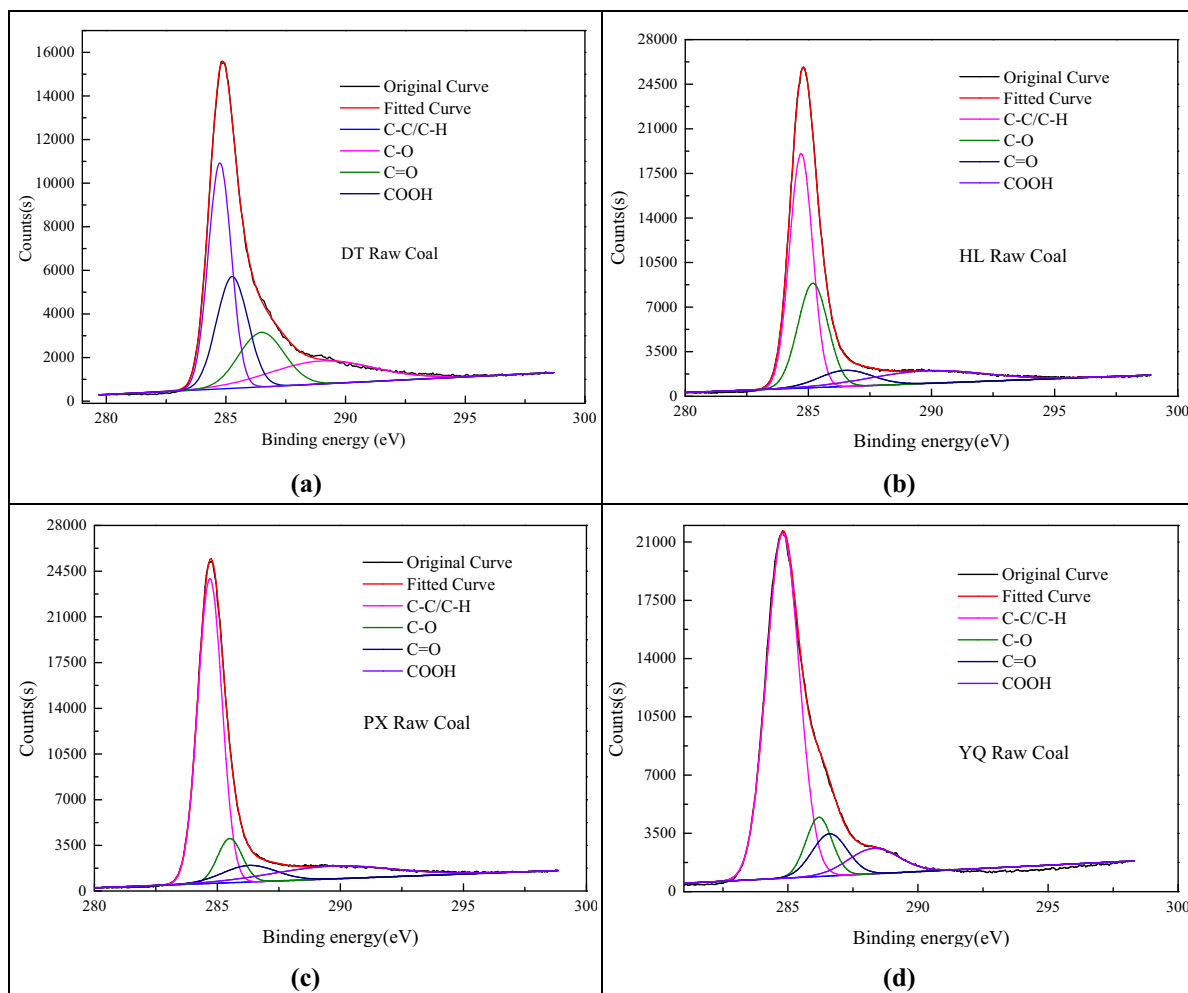 16000
14000
12000
10000
8000
6000
4000
2000
0
Counts(s)
Original Curve
Fitted Curve
C-C/C-H
C-O
C=O
COOH
DT Raw Coal
280 285 290 295 300
Binding energy (eV)
(a)
28000
24500
21000
17500
14000
10500
7000
3500
0
Counts(s)
Original Curve
Fitted Curve
C-C/C-H
C-O
C=O
COOH
HL Raw Coal
280 285 290 295 300
Binding energy(eV)
(b)
28000
24500
21000
17500
14000
10500
7000
3500
0
Counts(s)
Original Curve
Fitted Curve
C-C/C-H
C-O
C=O
COOH
PX Raw Coal
280 285 290 295 300
Binding energy(eV)
(c)
21000
17500
14000
10500
7000
3500
0
Counts(s)
Original Curve
Fitted Curve
C-C/C-H
C-O
C=O
COOH
YQ Raw Coal
285 290 295 300
Binding energy(eV)
(d)